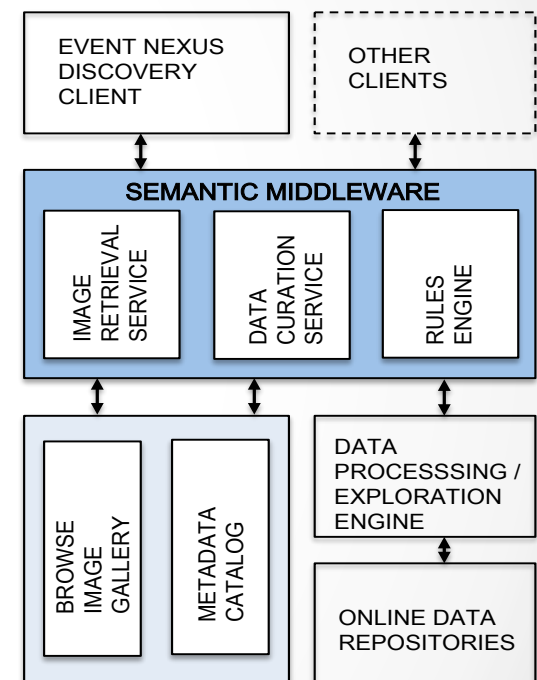 EVENT NEXUS
DISCOVERY
CLIENT
OTHER
CLIENTS
SEMANTIC MIDDLEWARE
IMAGE
RETRIEVAL
SERVICE
DATA
CURATION
SERVICE
RULES
ENGINE
BROWSE
IMAGE
GALLERY
METADATA
CATALOG
DATA
PROCESSSING /
EXPLORATION
ENGINE
ONLINE DATA
REPOSITORIES